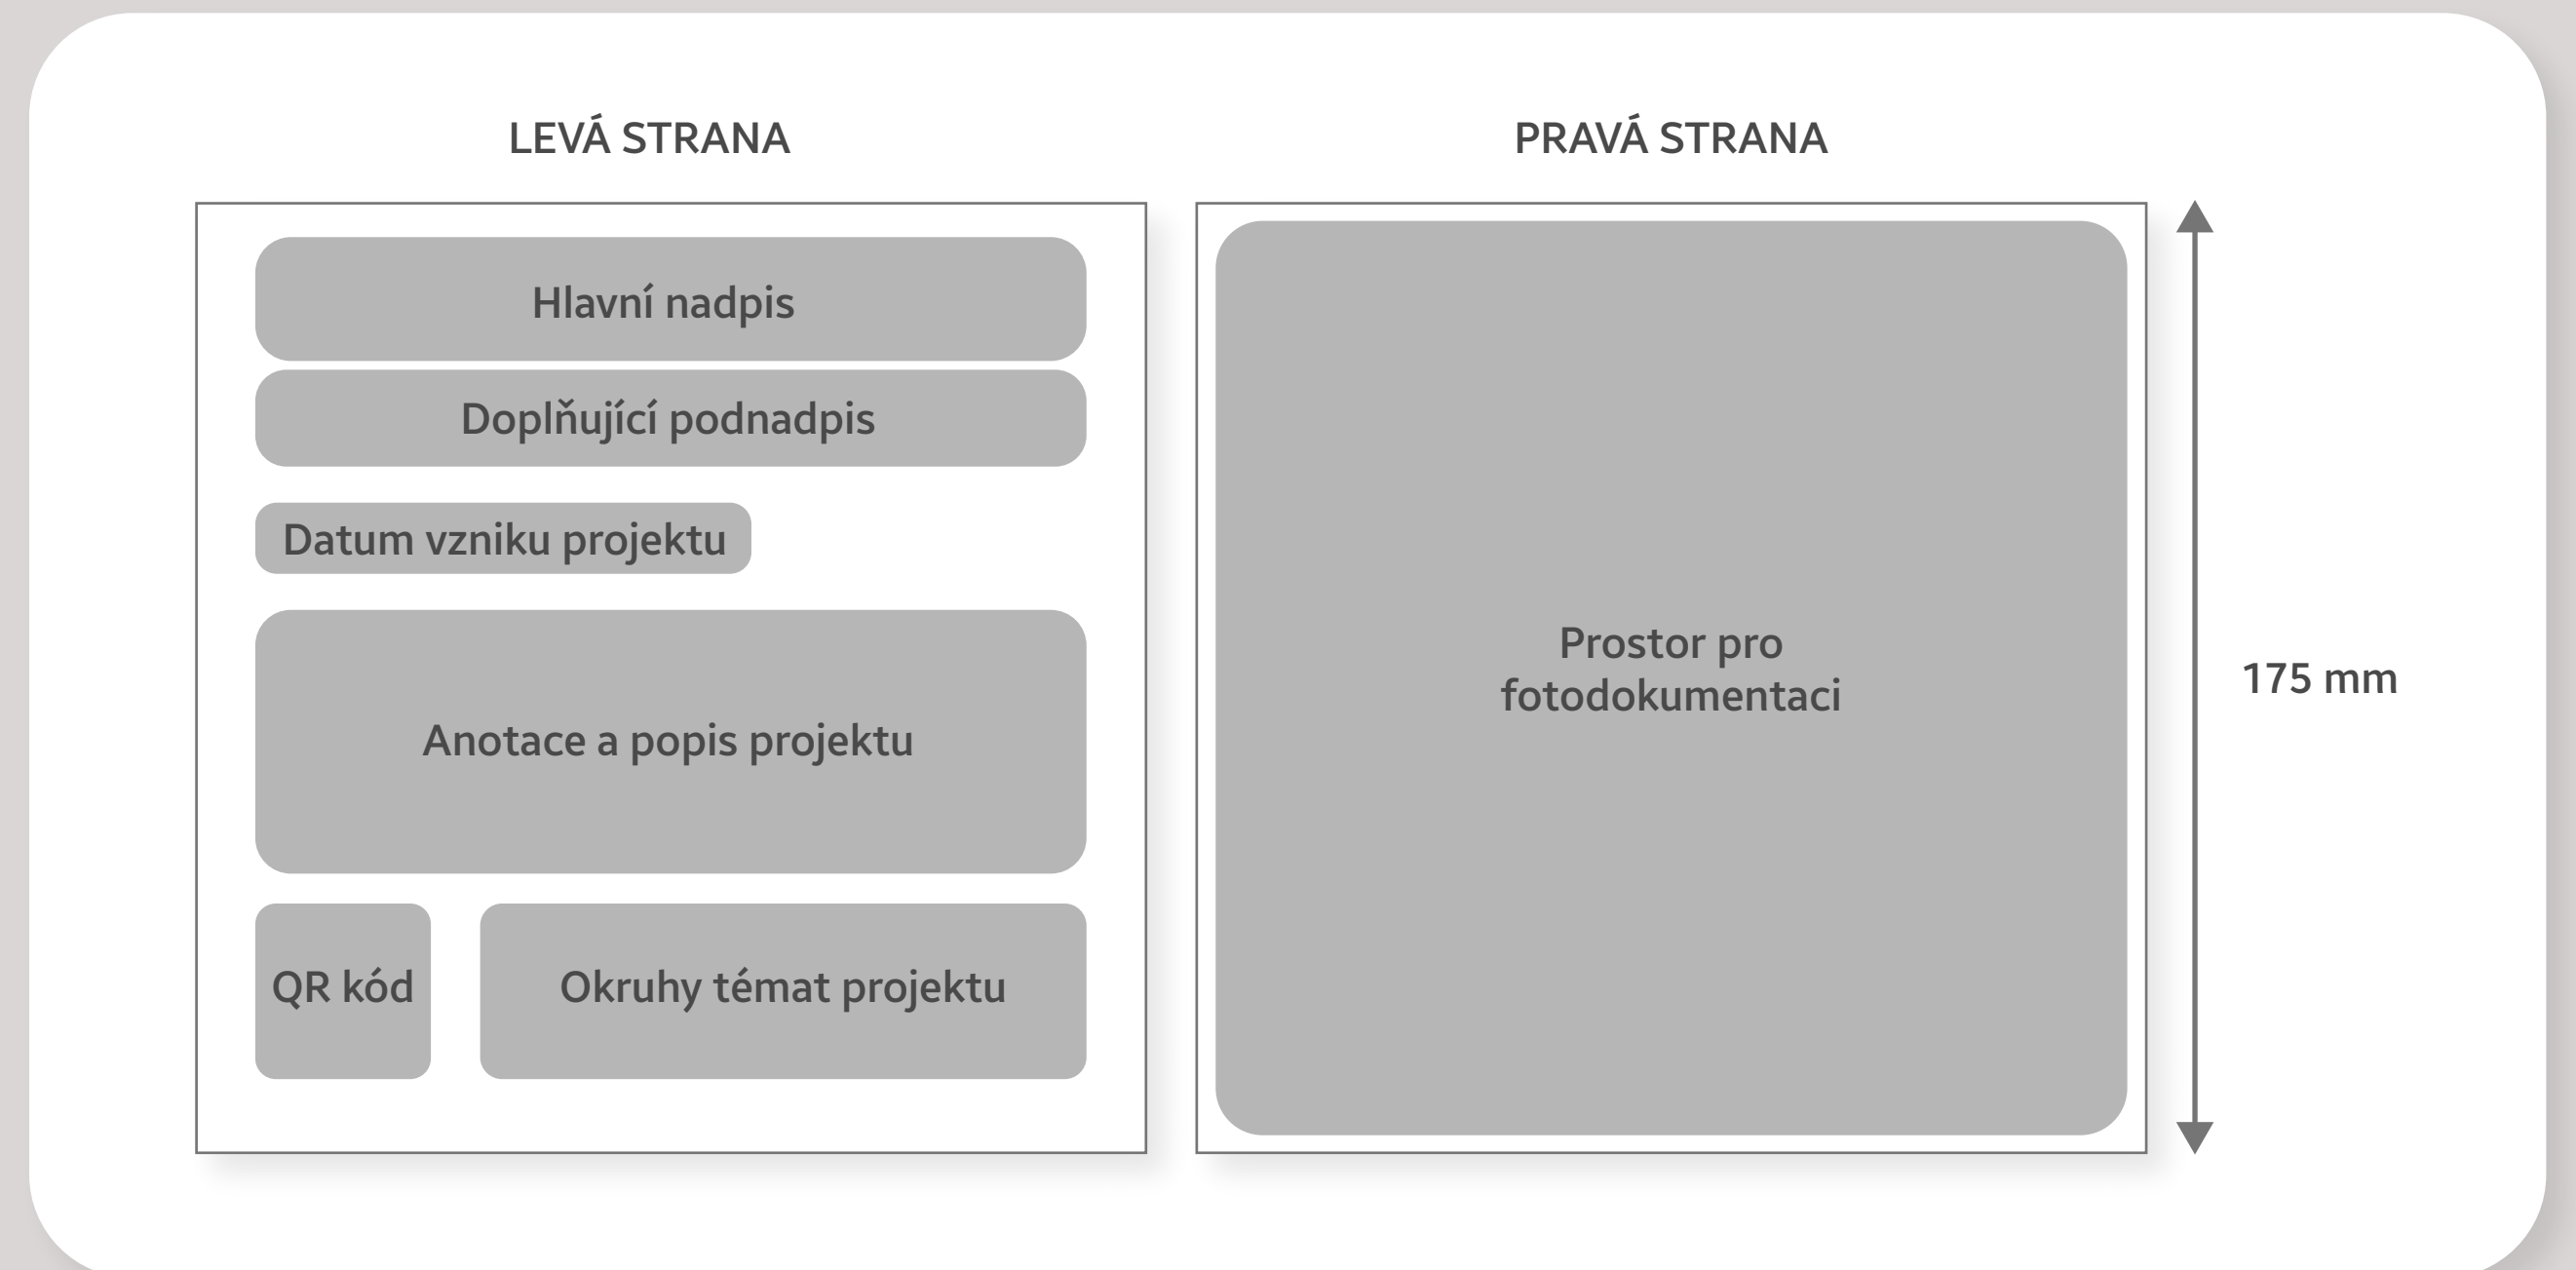 LEVÁ STRANA
PRAVÁ STRANA
Hlavní nadpis
Doplňující podnadpis
Datum vzniku projektu
Anotace a popis projektu
QR kód
Okruhy témat projektu
Prostor pro
fotodokumentaci
175 mm